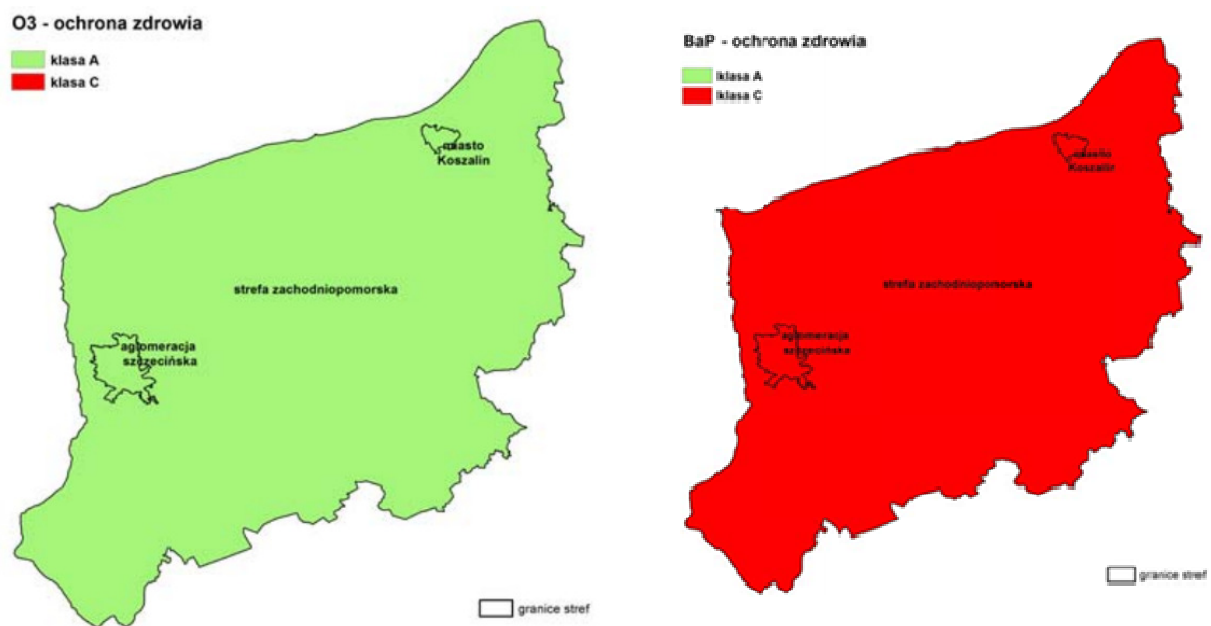 O3 - ochrona zdrowia
klasa A
klasa C
miasto
Koszalin
strefa zachodniopomorska
aglomeracja
szczecińska
granice stref
BaP - ochrona zdrowia
klasa A
klasa C
miasto
Koszalin
strefa zachodniopomorska
aglomeracja
szczecińska
granice stref